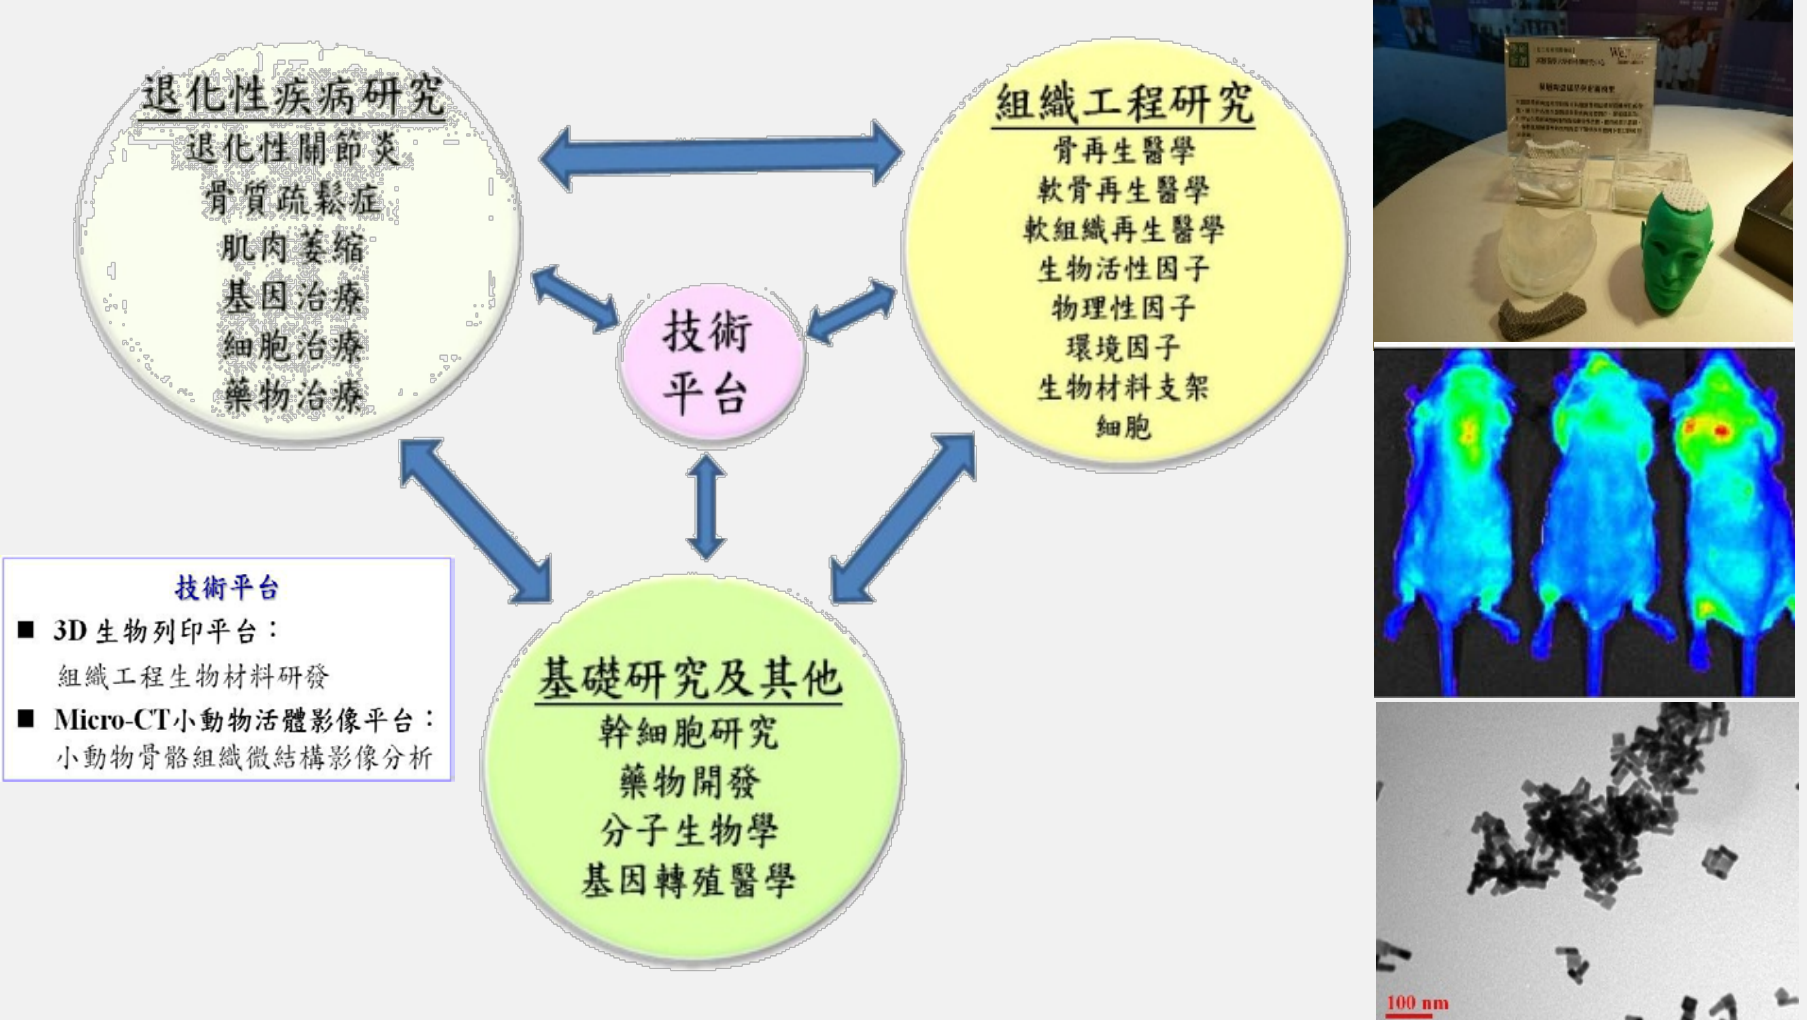 退化性疾病研究
退化性關節炎
骨質疏鬆症
肌肉萎缩
基因治療
細胞治療
藥物治療
組織工程研究
骨再生醫學
軟骨再生醫學
軟組織再生醫學
生物活性因子
物理性因子
環境因子
生物材料支架
細胞
技術
平台
基礎研究及其他
幹細胞研究
藥物開發
分子生物學
基因轉殖醫學
技術平台
■ 3D 生物列印平台：
組織工程生物材料研發
■ Micro-CT小動物活體影像平台：
小動物骨骼組織微結構影像分析
100 nm